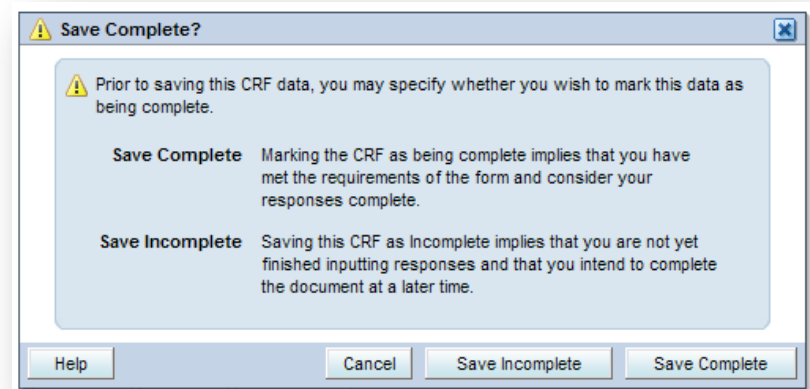 Save Complete?
Prior to saving this CRF data, you may specify whether you wish to mark this data as
being complete.
Save Complete Marking the CRF as being complete implies that you have
met the requirements of the form and consider your
responses complete.
Save Incomplete Saving this CRF as Incomplete implies that you are not yet
finished inputting responses and that you intend to complete
the document at a later time.
Help Cancel Save Incomplete Save Complete